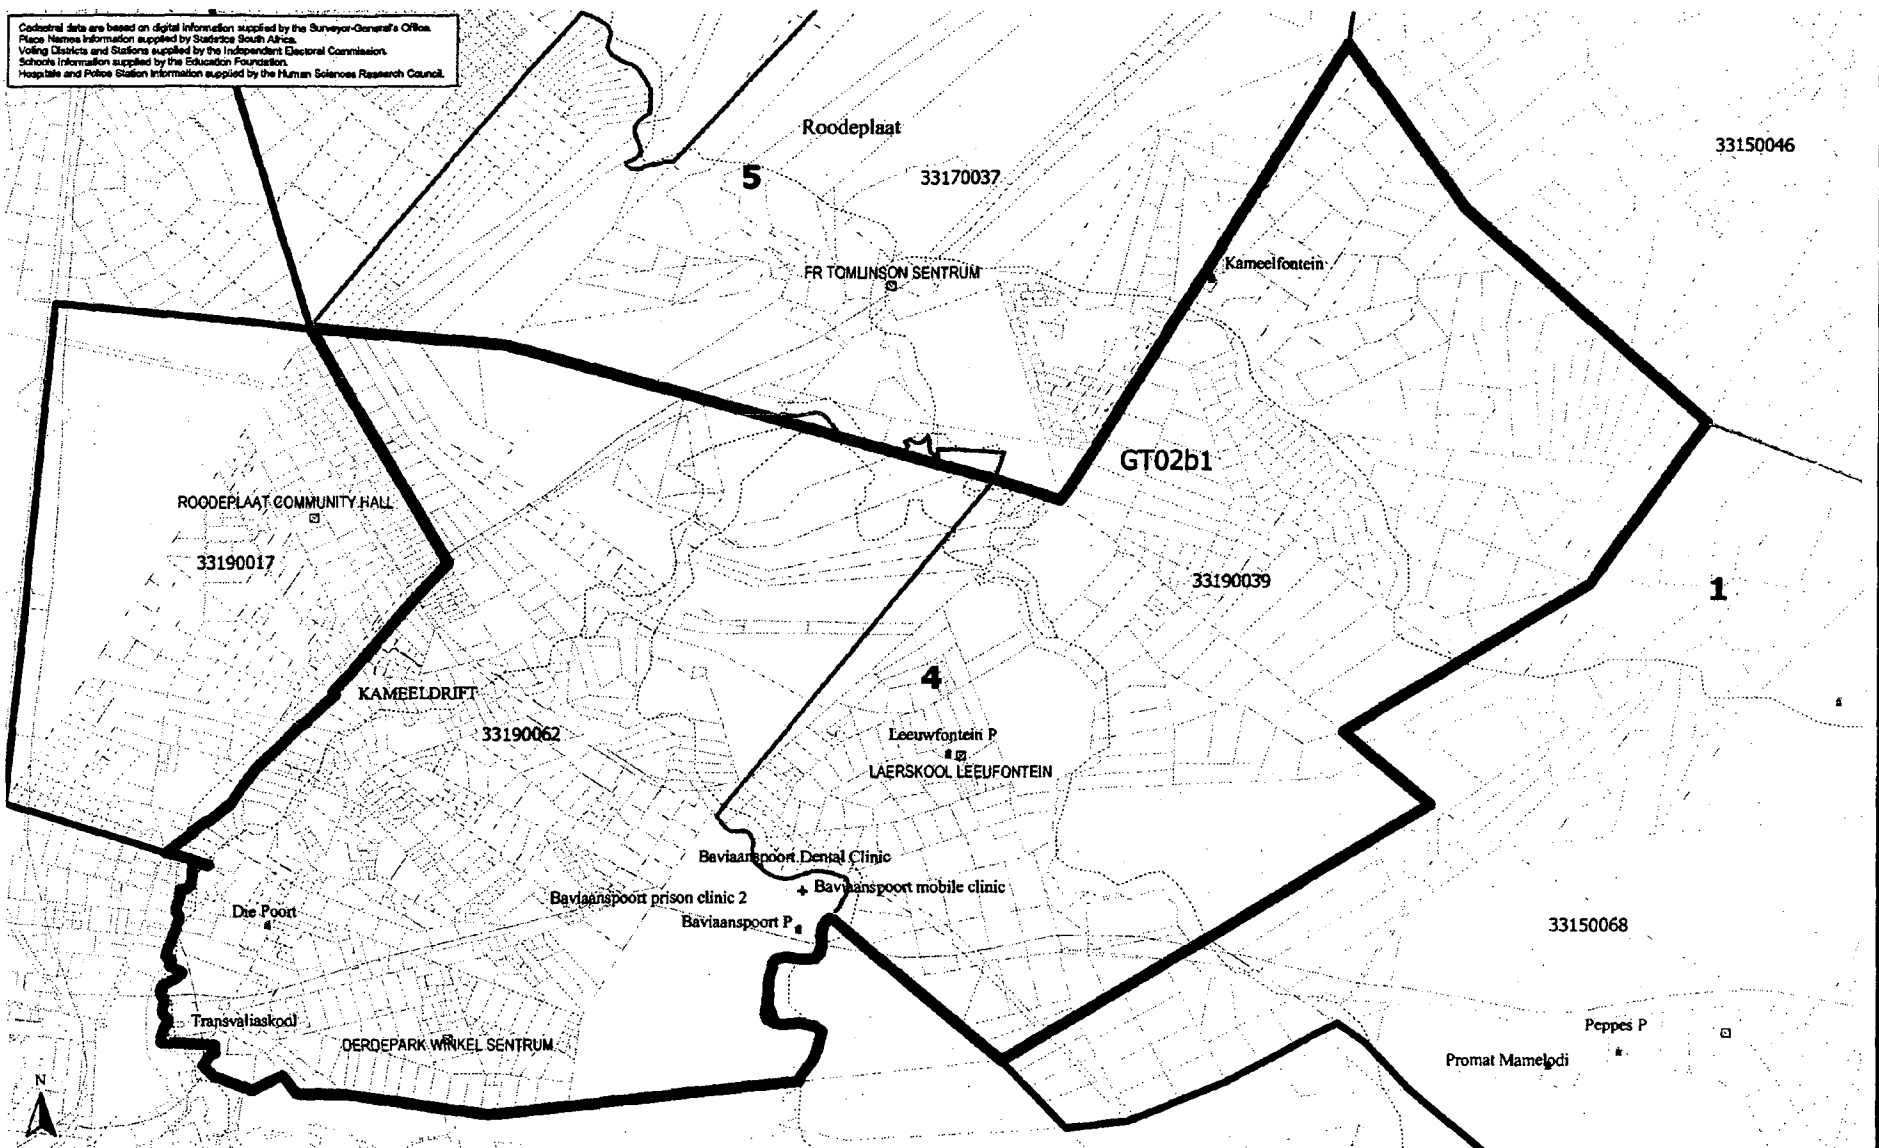 Cadastral data are based on digital information supplied by the Surveyor-General's Office.
Place Names information supplied by Statistics South Africa.
Voting Districts and Stations supplied by the Independent Electoral Commission.
Schools information supplied by the Education Foundation.
Hospitals and Police Station information supplied by the Human Sciences Research Council.
Roodeplaat
33150046
5
33170037
Kameelfontein
FR TOMLINSON SENTRUM
GT02b1
ROODEPLAAT COMMUNITY HALL
33190017
33190039
1
4
KAMEELDRIFT
33190062
Leeuwfontein P
LAERSKOOL LEEUFONTEIN
Baviaanspoort Dental Clinic
Baviaanspoort mobile clinic
Baviaanspoort prison clinic 2
Die Poort
Baviaanspoort P
33150068
Transvaliaskool
DERDEPARK WINKEL SENTRUM
Peppes P
Promat Mamelodi
N